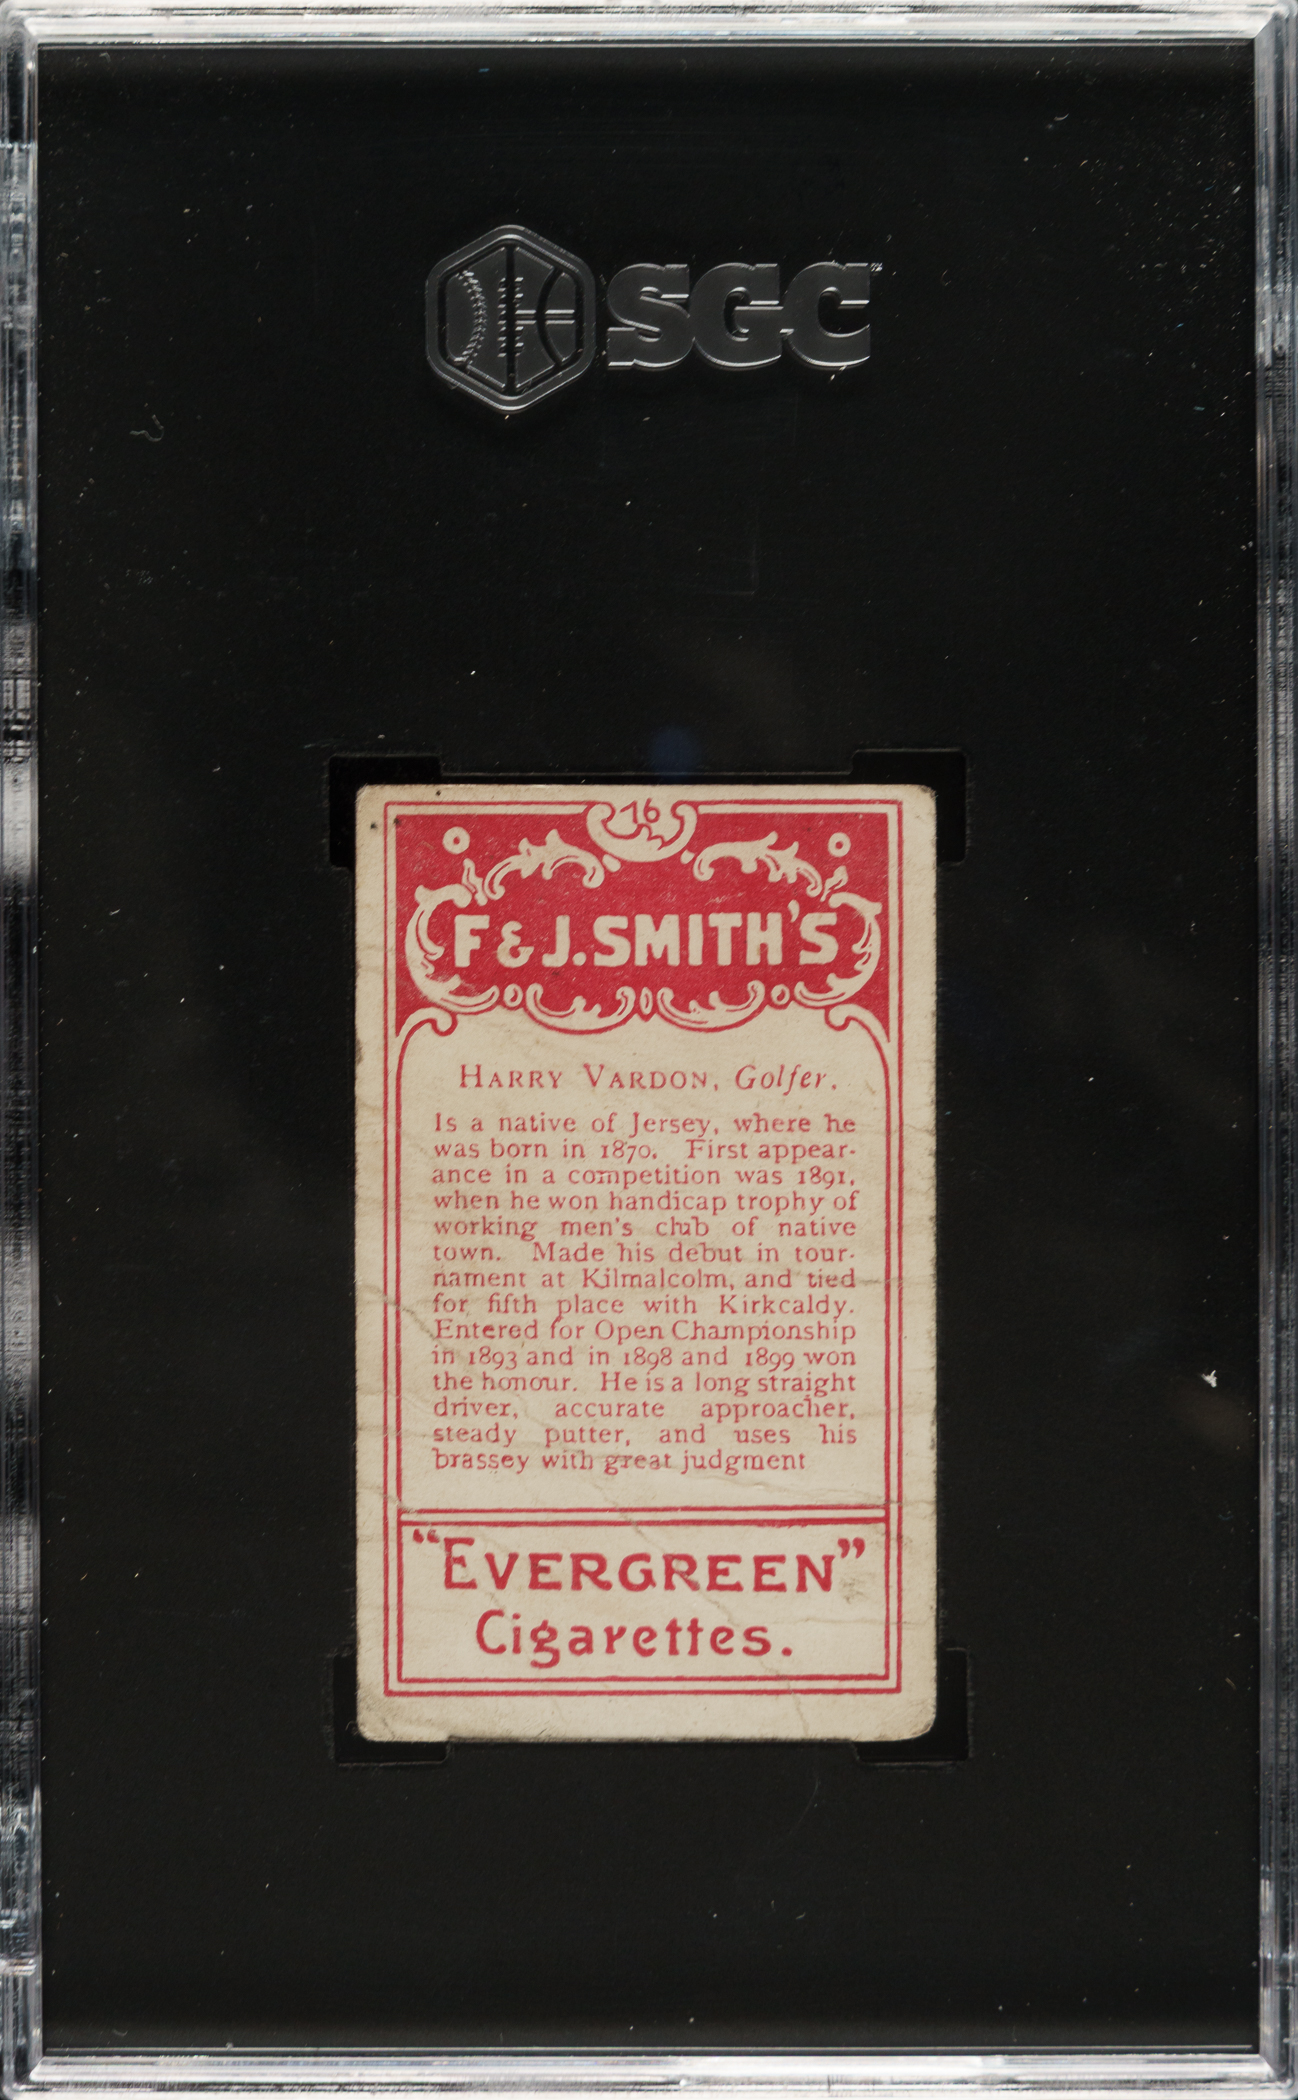 SGC
16
F & J. SMITH'S
HARRY VARDON, Golfer.
Is a native of Jersey, where he
was born in 1870. First appear-
ance in a competition was 1891,
when he won handicap trophy of
working men's club of native
town. Made his debut in tour-
nament at Kilmalcolm, and tied
for fifth place with Kirkcaldy.
Entered for Open Championship
in 1893 and in 1898 and 1899 won
the honour. He is a long straight
driver, accurate approacher,
steady putter, and uses his
brassey with great judgment
"EVERGREEN"
Cigarettes.